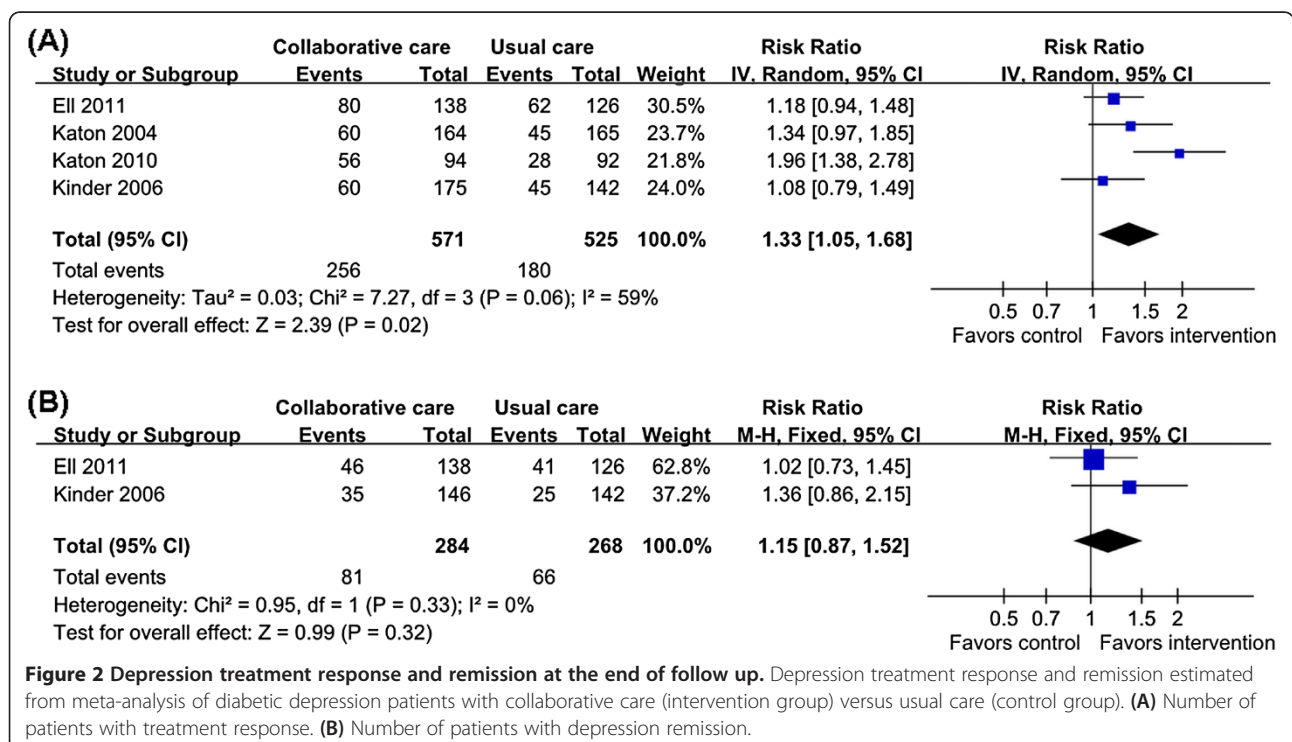 (A)
Collaborative care Usual care Risk Ratio Risk Ratio
Study or Subgroup Events Total Events Total Weight IV, Random, 95% CI IV, Random, 95% CI
Ell 2011 80 138 62 126 30.5% 1.18 [0.94, 1.48]
Katon 2004 60 164 45 165 23.7% 1.34 [0.97, 1.85]
Katon 2010 56 94 28 92 21.8% 1.96 [1.38, 2.78]
Kinder 2006 60 175 45 142 24.0% 1.08 [0.79, 1.49]
Total (95% CI) 571 525 100.0% 1.33 [1.05, 1.68]
Total events 256 180
Heterogeneity: Tau² = 0.03; Chi² = 7.27, df = 3 (P = 0.06); I² = 59%
Test for overall effect: Z = 2.39 (P = 0.02)
0.5 0.7 1 1.5 2
Favors control Favors intervention
(B)
Collaborative care Usual care Risk Ratio Risk Ratio
Study or Subgroup Events Total Events Total Weight M-H, Fixed, 95% CI M-H, Fixed, 95% CI
Ell 2011 46 138 41 126 62.8% 1.02 [0.73, 1.45]
Kinder 2006 35 146 25 142 37.2% 1.36 [0.86, 2.15]
Total (95% CI) 284 268 100.0% 1.15 [0.87, 1.52]
Total events 81 66
Heterogeneity: Chi² = 0.95, df = 1 (P = 0.33); I² = 0%
Test for overall effect: Z = 0.99 (P = 0.32)
0.5 0.7 1 1.5 2
Favors control Favors intervention
Figure 2 Depression treatment response and remission at the end of follow up. Depression treatment response and remission estimated
from meta-analysis of diabetic depression patients with collaborative care (intervention group) versus usual care (control group). (A) Number of
patients with treatment response. (B) Number of patients with depression remission.